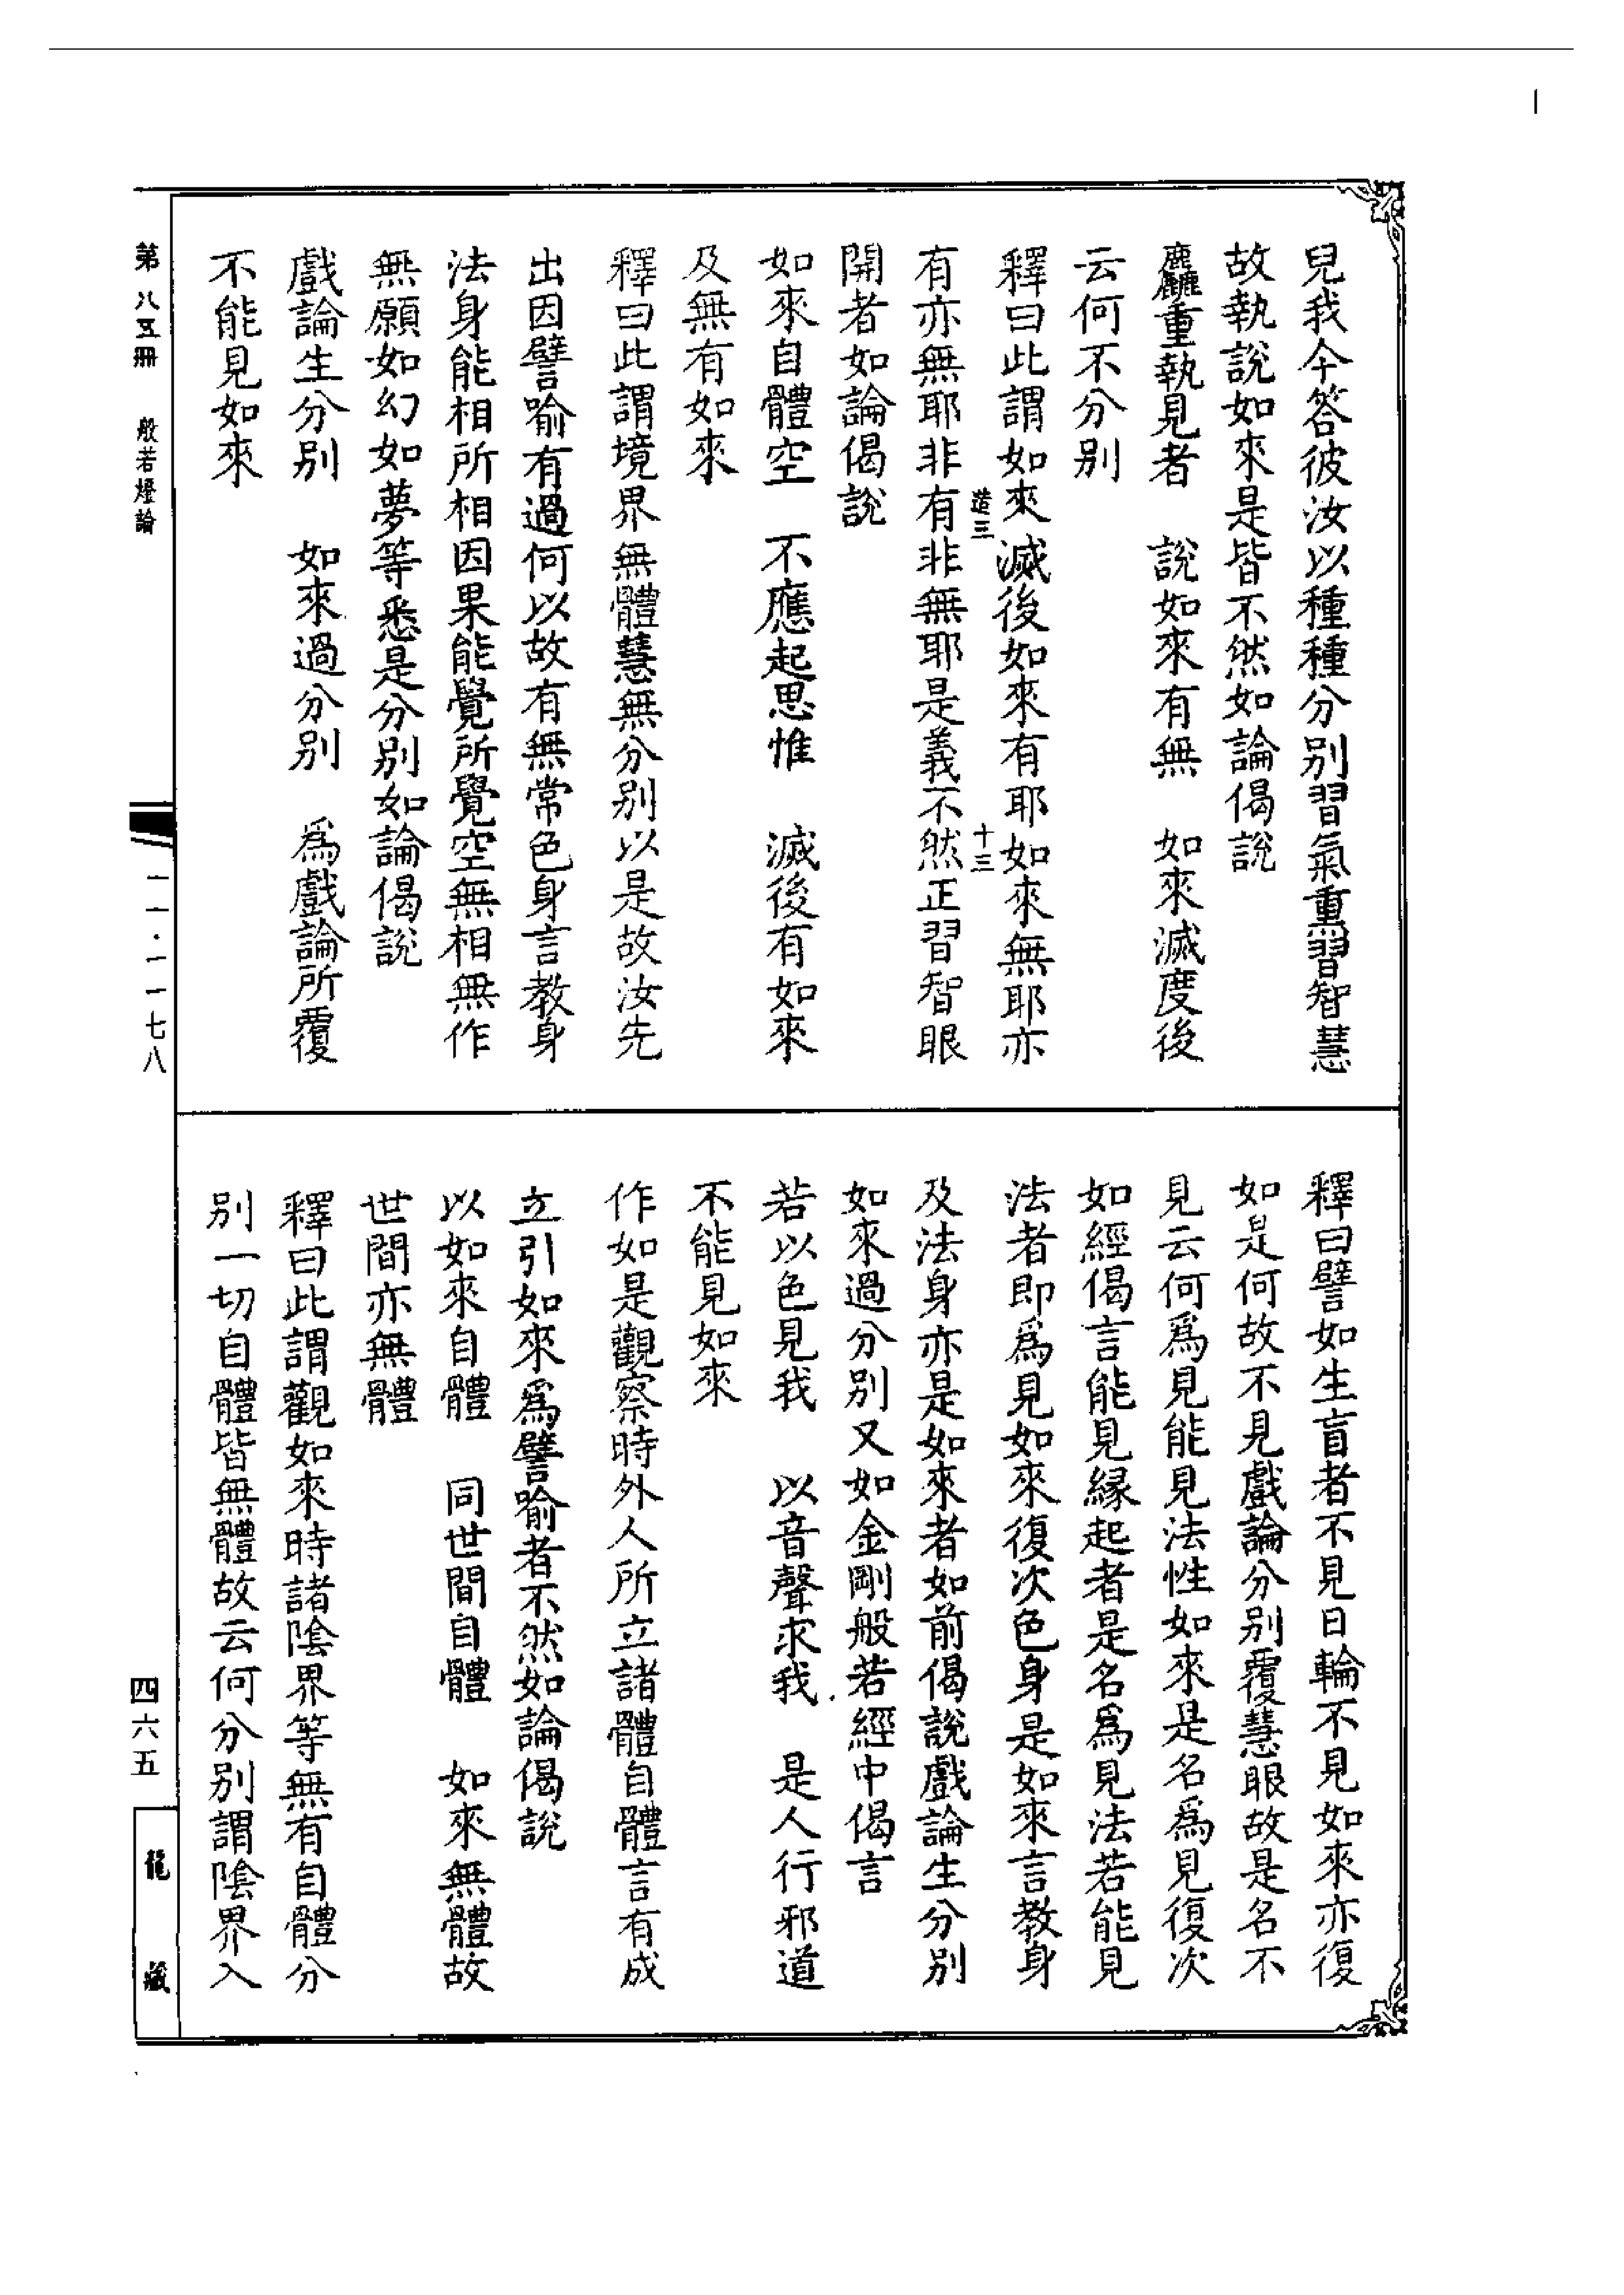 兒我今答彼汝以種種分別習氣熏習智慧
故執說如來是皆不然如論偈說
麤重執見者　說如來有無　如來滅度後
云何不分別
釋曰此謂如來滅後如來有耶如來無耶亦
造三　十三
有亦無耶非有非無耶是義不然正習智眼
開者如論偈說
如來自體空　不應起思惟　滅後有如來
及無有如來
釋曰此謂境界無體慧無分別以是故汝先
出因譬喻有過何以故有無常色身言教身
法身能相所相因果能覺所覺空無相無作
無願如幻如夢等悉是分別如論偈說
戲論生分別　如來過分別　爲戲論所覆
不能見如來
釋曰譬如生盲者不見日輪不見如來亦復
如是何故不見戲論分別覆慧眼故是名不
見云何爲見能見法性如來是名爲見復次
如經偈言能見緣起者是名爲見法若能見
法者即爲見如來復次色身是如來言教身
及法身亦是如來者如前偈說戲論生分別
如來過分別又如金剛般若經中偈言
若以色見我　以音聲求我　是人行邪道
不能見如來
作如是觀察時外人所立諸體自體言有成
立引如來爲譬喻者不然如論偈說
以如來自體　同世間自體　如來無體故
世間亦無體
釋曰此謂觀如來時諸陰界等無有自體分
別一切自體皆無體故云何分別謂陰界入
第八五冊　般若燈論
一一·一一七八
四六五
龍藏